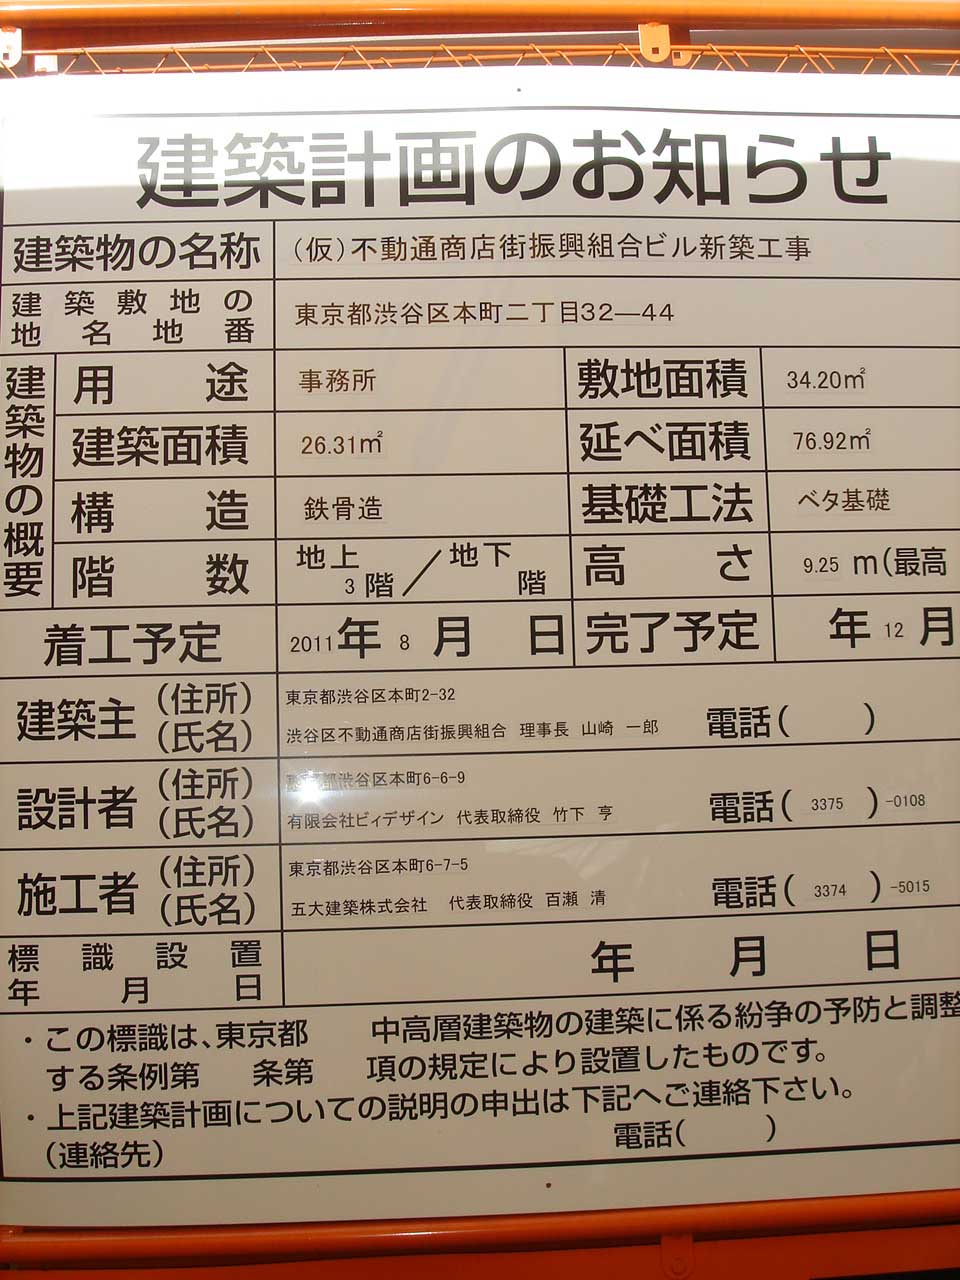 建築計画のお知らせ
建築物の名称 （仮）不動通商店街振興組合ビル新築工事
建築敷地の地名地番 東京都渋谷区本町二丁目32—44
建築物の概要
用途 事務所 敷地面積 34.20㎡
建築面積 26.31㎡ 延べ面積 76.92㎡
構造 鉄骨造 基礎工法 ベタ基礎
階数 地上3階／地下 階 高さ 9.25 m(最高
着工予定 2011年 8 月 日 完了予定 年 12 月
建築主 （住所） 東京都渋谷区本町2-32
（氏名） 渋谷区不動通商店街振興組合 理事長 山崎 一郎 電話( )
設計者 （住所） 渋谷区本町6-6-9
（氏名） 有限会社ビィデザイン 代表取締役 竹下 亨 電話( 3375 )-0108
施工者 （住所） 東京都渋谷区本町6-7-5
（氏名） 五大建築株式会社 代表取締役 百瀬 清 電話( 3374 )-5015
標識設置年月日 年 月 日
・この標識は、東京都 中高層建築物の建築に係る紛争の予防と調整
する条例第 条第 項の規定により設置したものです。
・上記建築計画についての説明の申出は下記へご連絡下さい。
（連絡先） 電話( )